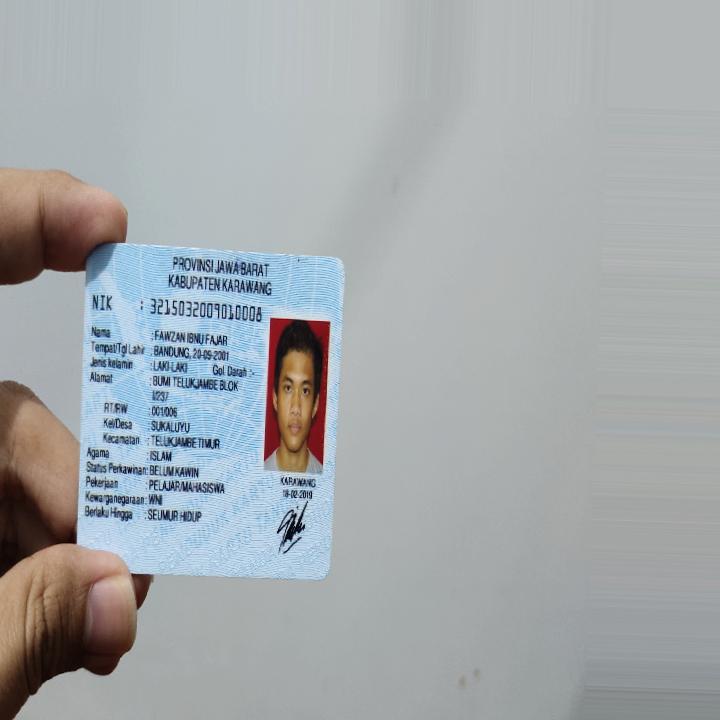 PROVINSI JAWA BARAT
KABUPATEN KARAWANG
NIK : 3215032009010008
Nama : FAWZAN IBNU FAJAR
Tempat/Tgl Lahir : BANDUNG, 20-09-2001
Jenis kelamin : LAKI-LAKI Gol. Darah :-
Alamat : BUMI TELUKJAMBE BLOK
I/237
RT/RW : 001/006
Kel/Desa : SUKALUYU
Kecamatan : TELUKJAMBE TIMUR
Agama : ISLAM
Status Perkawinan: BELUM KAWIN
Pekerjaan : PELAJAR/MAHASISWA
Kewarganegaraan: WNI
Berlaku Hingga : SEUMUR HIDUP
KARAWANG
18-02-2019